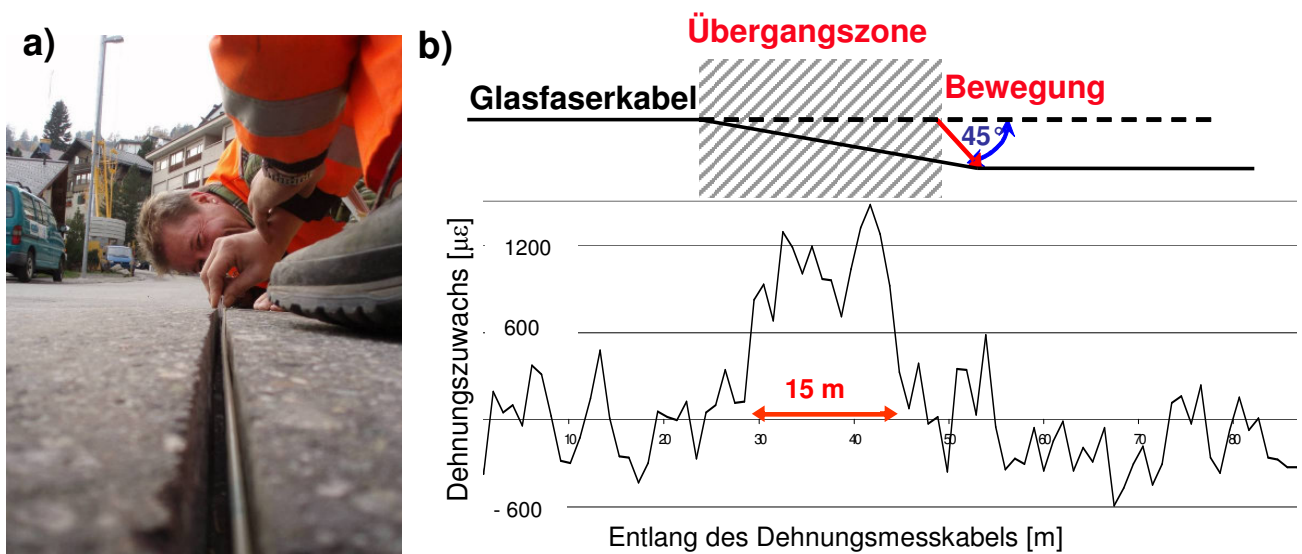 a)
b)
Übergangszone
Glasfaserkabel
Bewegung
45°
Dehnungszuwachs [µε]
1200
600
- 600
15 m
10 20 30 40 50 60 70 80
Entlang des Dehnungsmesskabels [m]